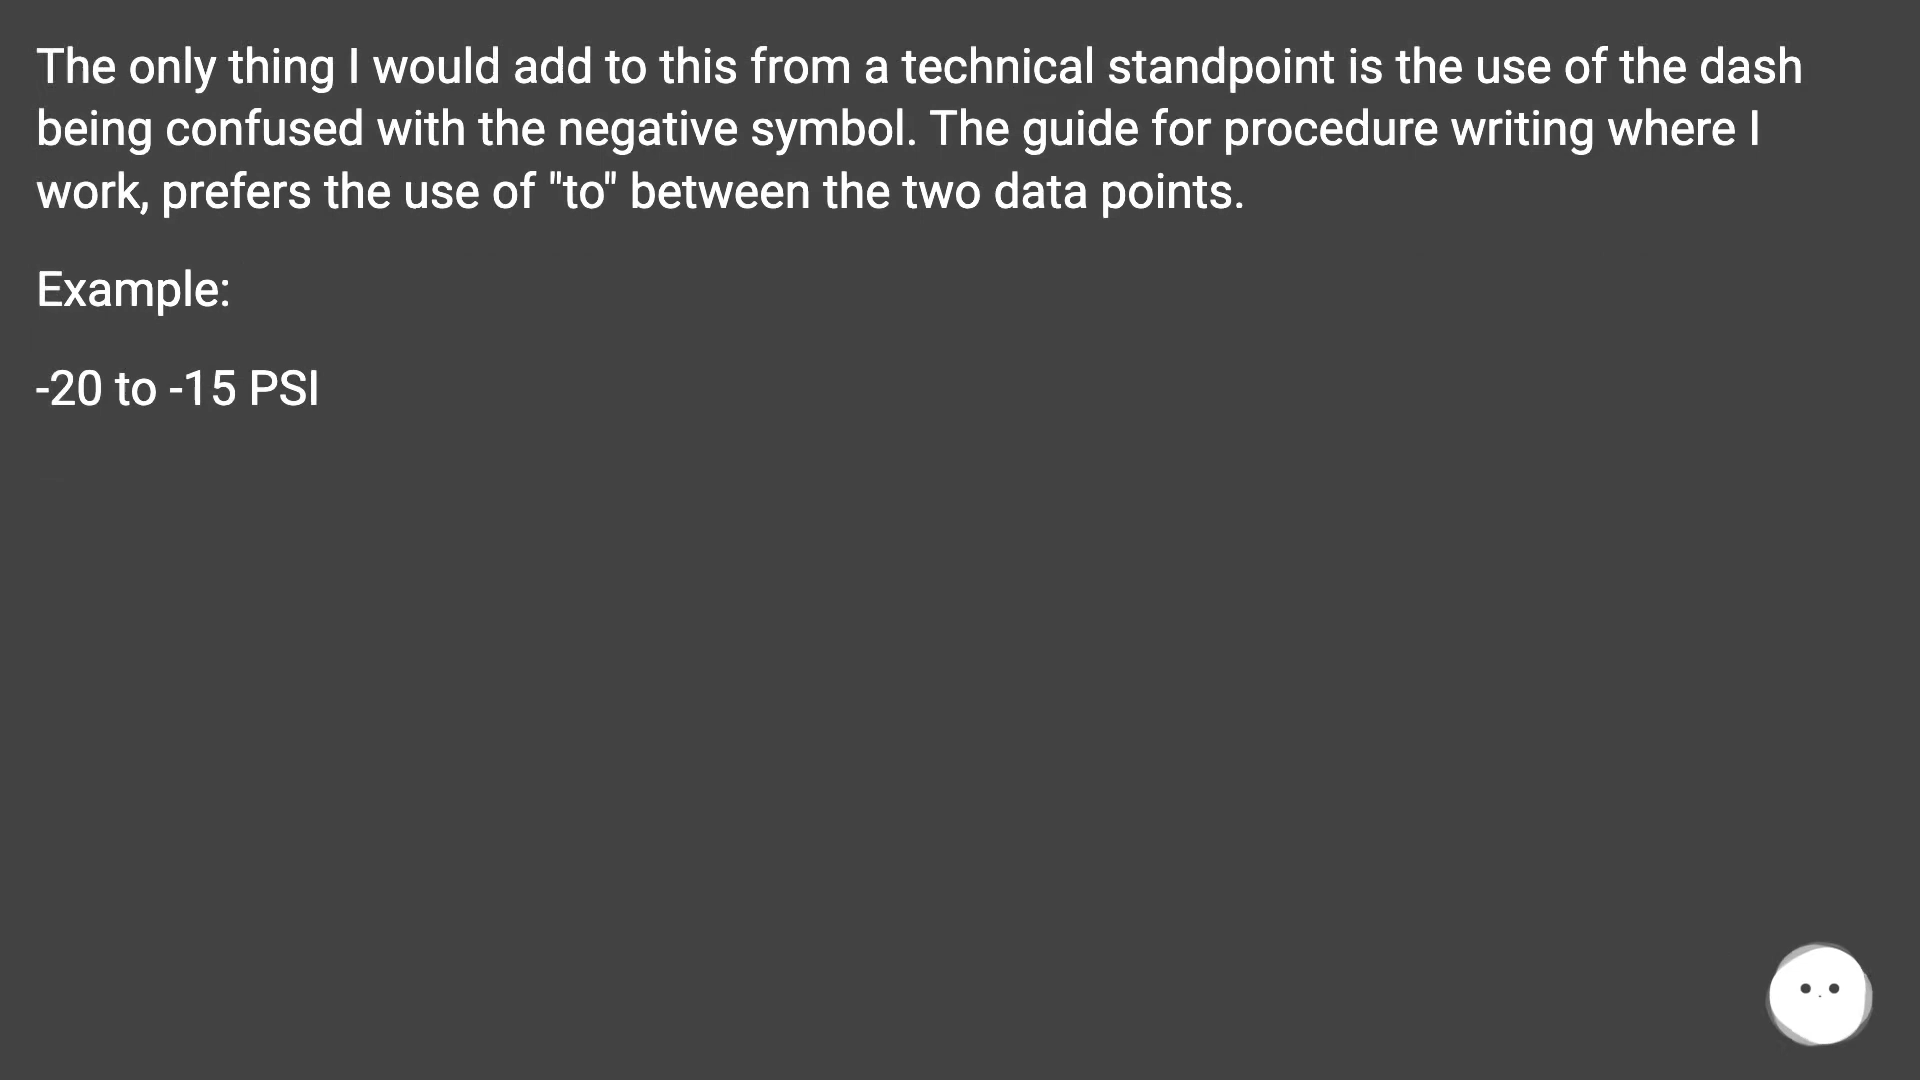 The only thing I would add to this from a technical standpoint is the use of the dash
being confused with the negative symbol. The guide for procedure writing where I
work, prefers the use of "to" between the two data points.
Example:
-20 to -15 PSI